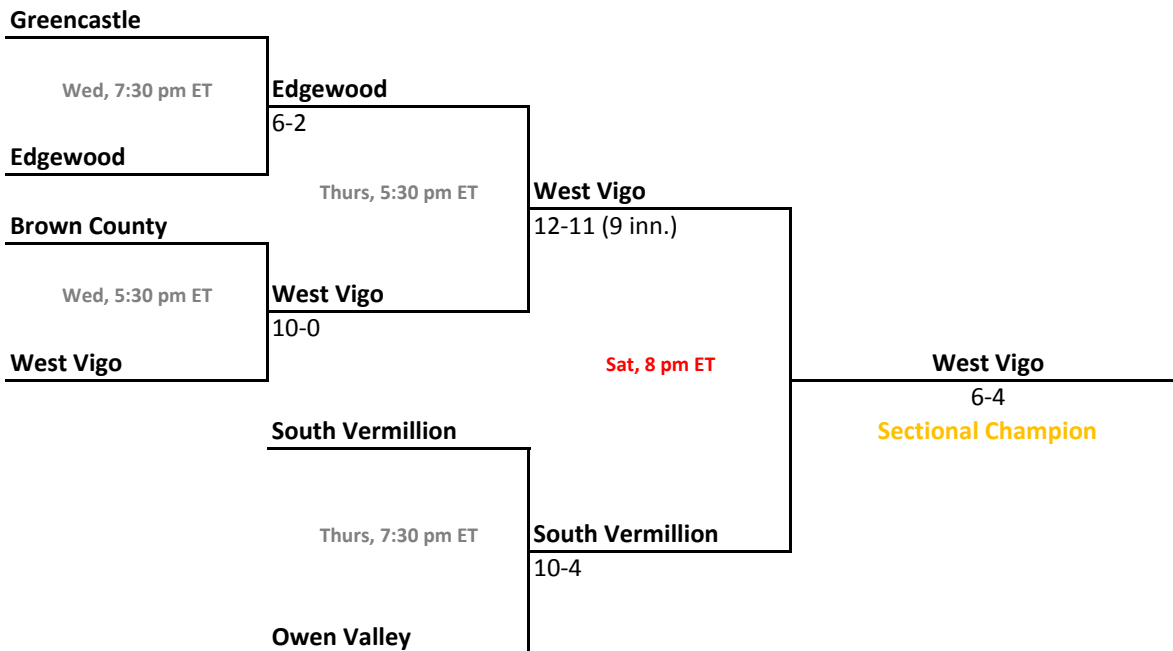 Greencastle
Wed, 7:30 pm ET
Edgewood
6-2
Edgewood
Thurs, 5:30 pm ET
West Vigo
12-11 (9 inn.)
Brown County
Wed, 5:30 pm ET
West Vigo
10-0
West Vigo
Sat, 8 pm ET
West Vigo
6-4
Sectional Champion
South Vermillion
Thurs, 7:30 pm ET
South Vermillion
10-4
Owen Valley